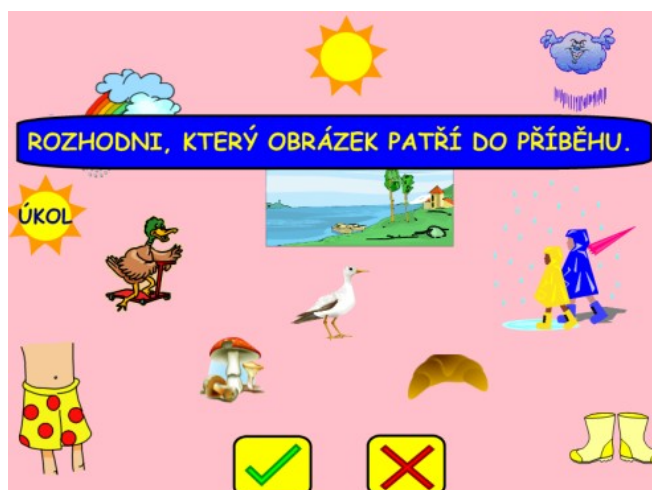 ROZHODNI, KTERÝ OBRÁZEK PATŘÍ DO PŘÍBĚHU.
ÚKOL